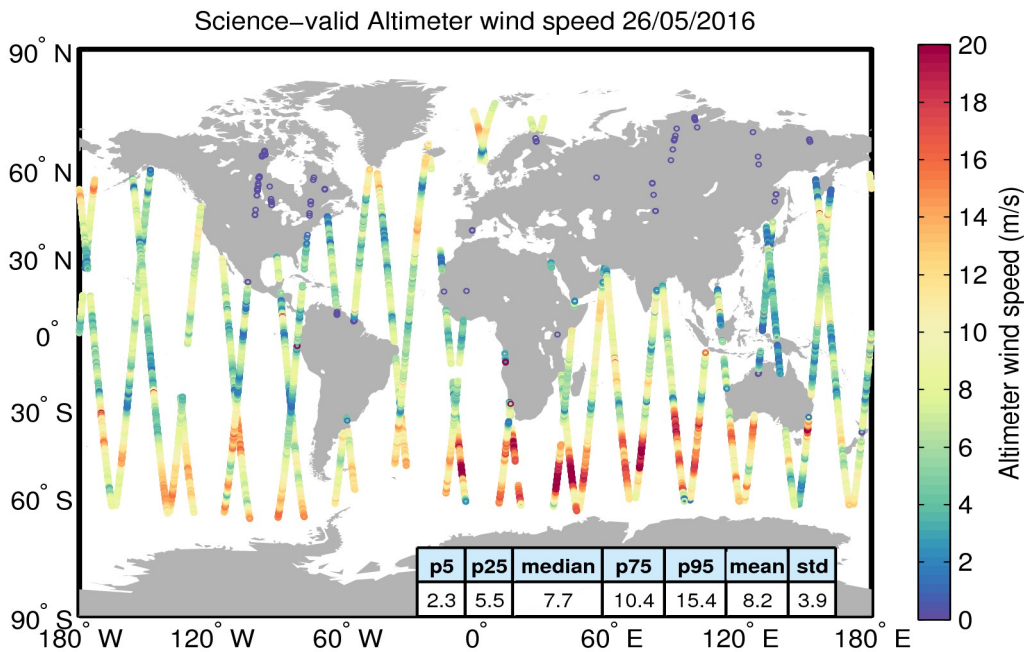 Science−valid Altimeter wind speed 26/05/2016
90° N
60° N
30° N
0°
30° S
60° S
90° S
180° W
120° W
60° W
0°
60° E
120° E
180° E
p5 p25 median p75 p95 mean std
2.3 5.5 7.7 10.4 15.4 8.2 3.9
20
18
16
14
12
10
8
6
4
2
0
Altimeter wind speed (m/s)